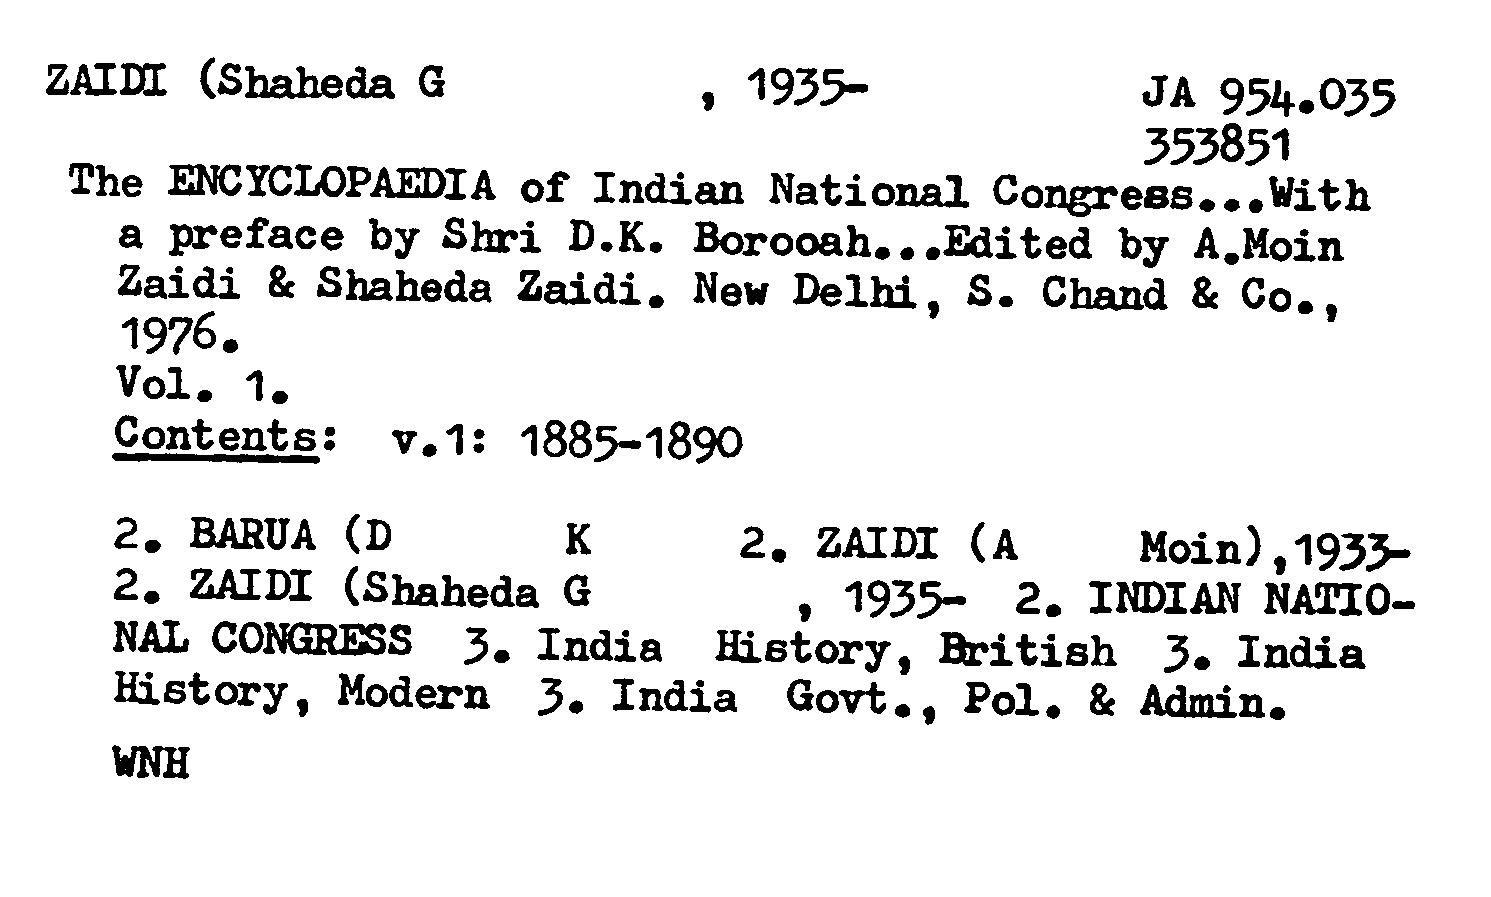 ZAIDI (Shaheda G , 1935- JA 954.035
353851
The ENCYCLOPAEDIA of Indian National Congress...With
a preface by Shri D.K. Borooah...Edited by A.Moin
Zaidi & Shaheda Zaidi. New Delhi, S. Chand & Co.,
1976.
Vol. 1.
Contents: v.1: 1885-1890
2. BARUA (D K 2. ZAIDI (A Moin),1933-
2. ZAIDI (Shaheda G , 1935- 2. INDIAN NATIO-
NAL CONGRESS 3. India History, British 3. India
History, Modern 3. India Govt., Pol. & Admin.
WNH